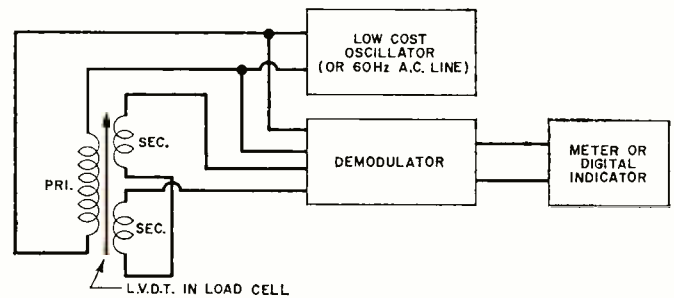 LOW COST
OSCILLATOR
(OR 60Hz A.C. LINE)
SEC.
PRI.
DEMODULATOR
METER OR
DIGITAL
INDICATOR
SEC.
L.V.D.T. IN LOAD CELL